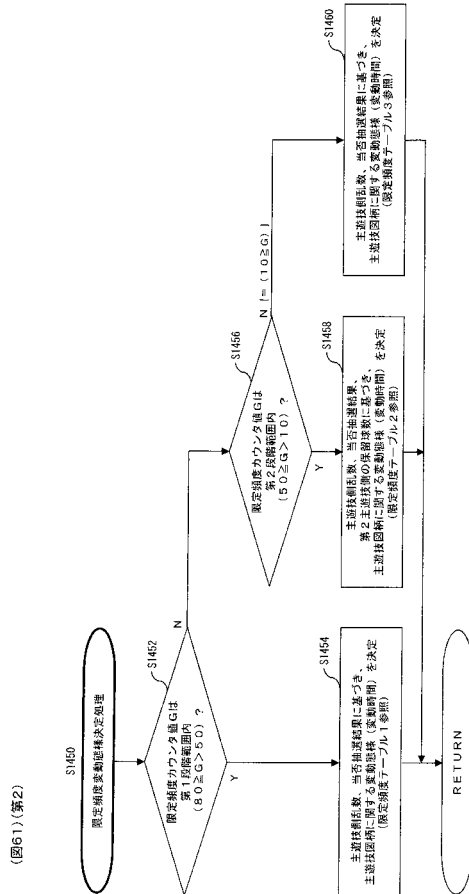 (図61)(第2)
S1450
限定頻度変動態様決定処理
S1452
限定頻度カウンタ値Gは
第1段階範囲内
(80≧G>50)?
N
Y
S1456
限定頻度カウンタ値Gは
第2段階範囲内
(50≧G>10)?
N [=(10≧G)]
Y
S1454
主遊技側乱数、当否抽選結果に基づき、
主遊技図柄に関する変動態様(変動時間)を決定
(限定頻度テーブル1参照)
S1458
主遊技側乱数、当否抽選結果、
第2主遊技側の保留球数に基づき、
主遊技図柄に関する変動態様(変動時間)を決定
(限定頻度テーブル2参照)
S1460
主遊技側乱数、当否抽選結果に基づき、
主遊技図柄に関する変動態様(変動時間)を決定
(限定頻度テーブル3参照)
RETURN